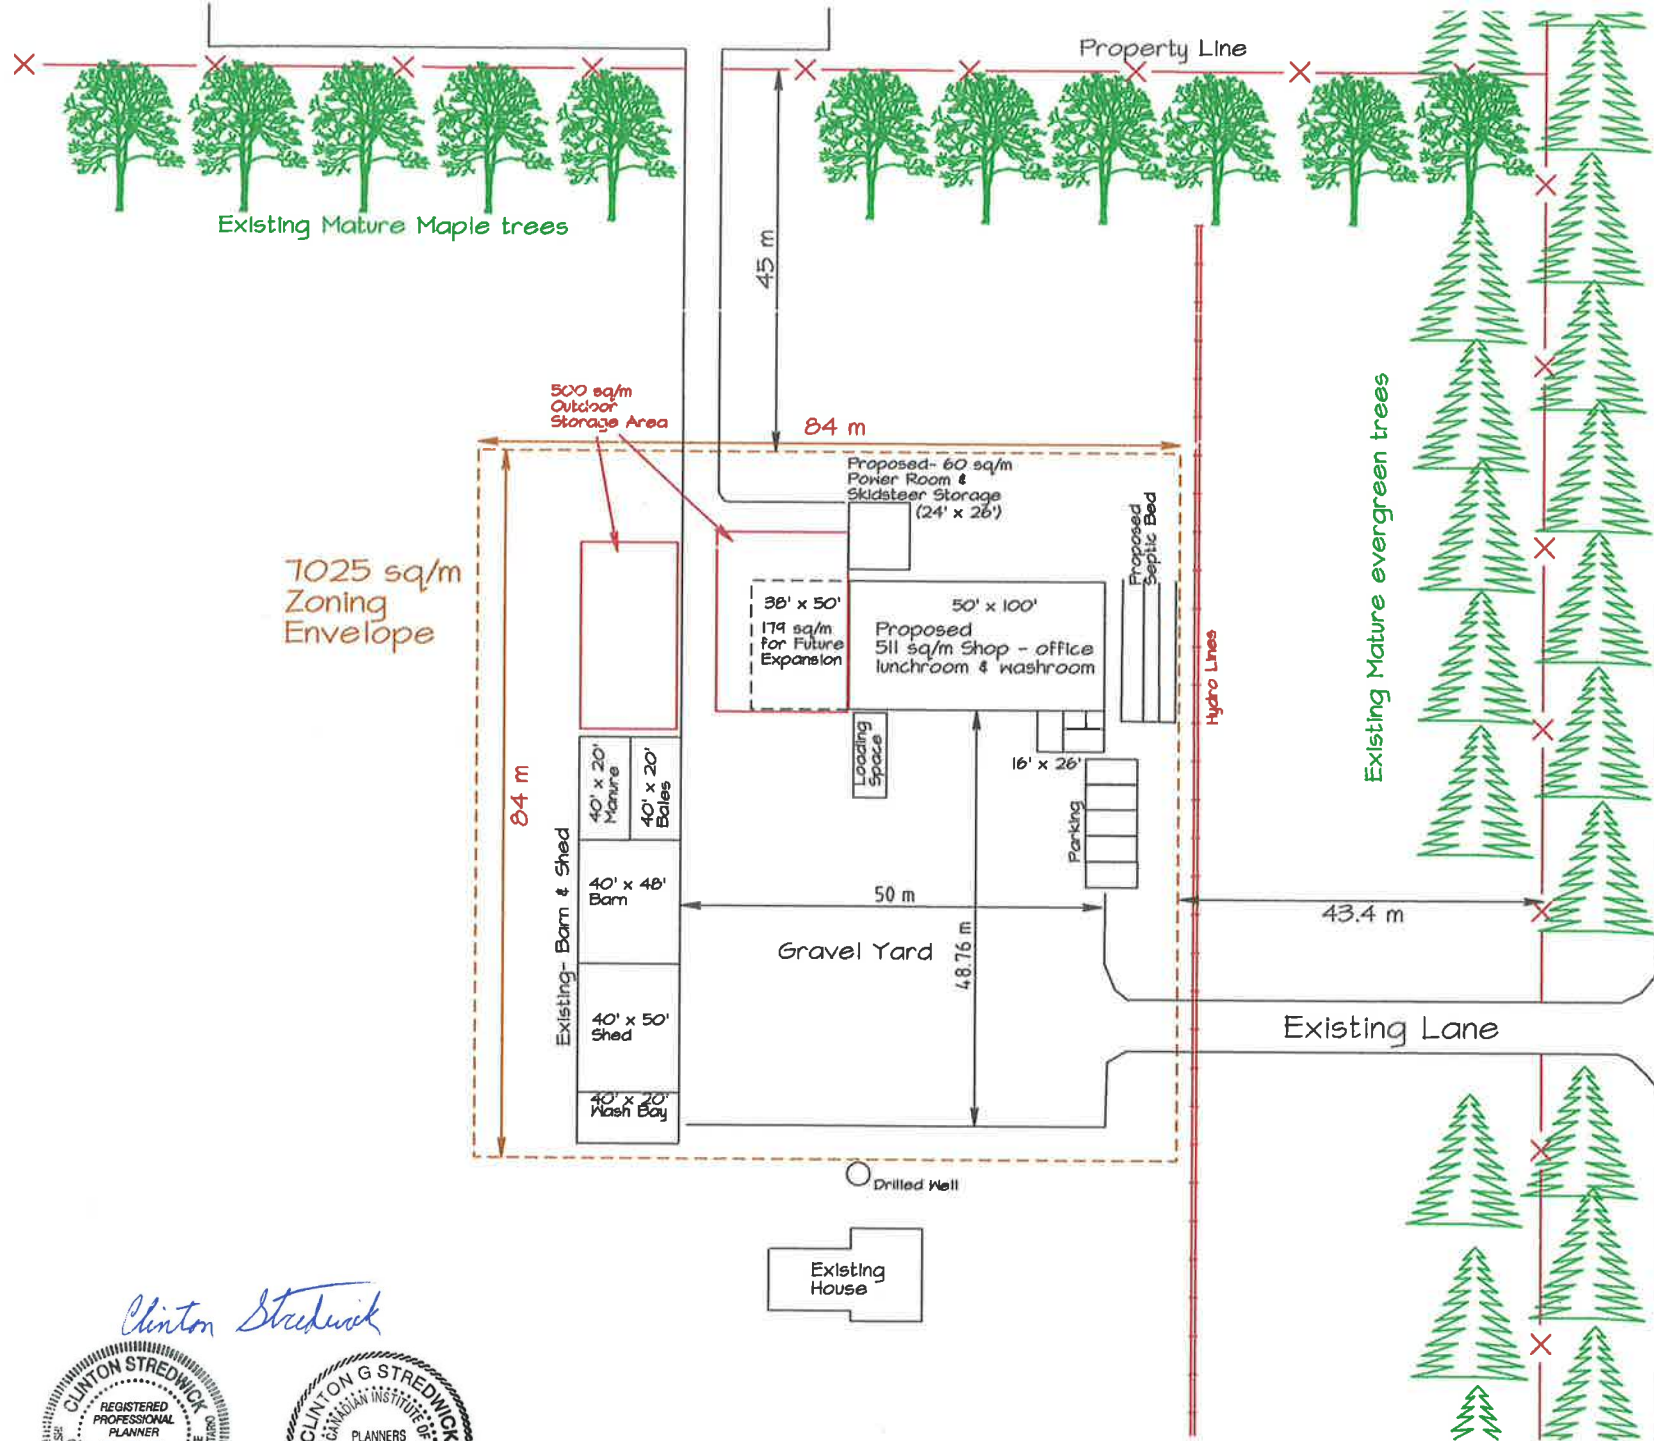 Property Line
Existing Mature Maple trees
45 m
500 sq/m
Outdoor
Storage Area
84 m
Proposed- 60 sq/m
Power Room &
Skidsteer Storage
(24' x 26')
Proposed
Septic Bed
Existing Mature evergreen trees
7025 sq/m
Zoning
Envelope
38' x 50'
179 sq/m
for Future
Expansion
50' x 100'
Proposed
511 sq/m Shop - office
lunchroom & washroom
Hydro Lines
Loading
Space
16' x 26'
40' x 20'
Manure
40' x 20'
Bales
84 m
Parking
Existing- Barn & Shed
40' x 48'
Barn
50 m
43.4 m
Gravel Yard
48.76 m
40' x 50'
Shed
Existing Lane
40' x 20'
Wash Bay
Drilled Well
Existing
House
Clinton Stredwick
CLINTON STREDWICK
REGISTERED
PROFESSIONAL
PLANNER
CLINTON G STREDWICK
CANADIAN INSTITUTE OF
PLANNERS